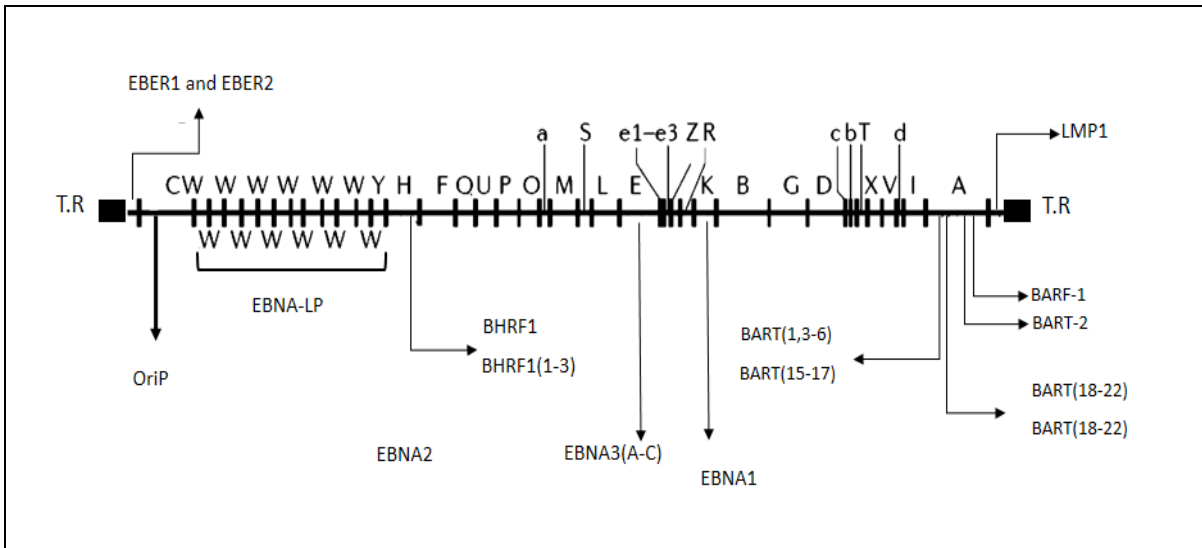 EBER1 and EBER2
LMP1
a S e1–e3 Z R c b T d
C W W W W W W Y H F Q U P O M L E K B G D X V I A
T.R T.R
W W W W W W
EBNA-LP
BARF-1
BART-2
BHRF1
BHRF1(1-3)
BART(1,3-6)
BART(15-17)
OriP
BART(18-22)
BART(18-22)
EBNA2
EBNA3(A-C)
EBNA1